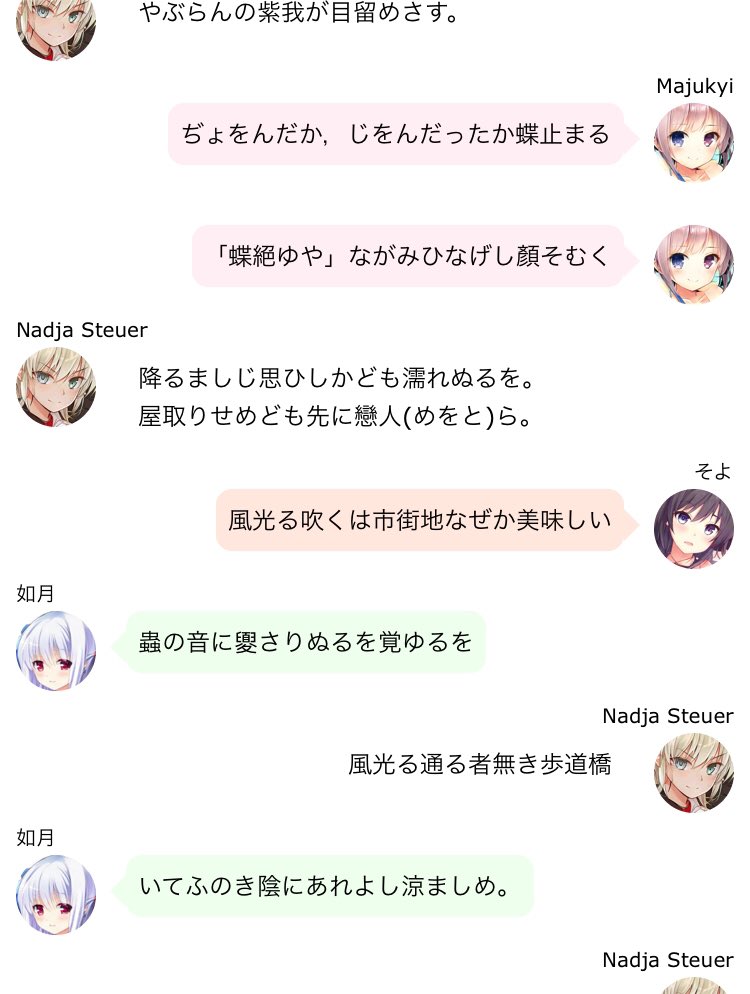 やぶらんの紫我が目留めさす。
Majukyi
ぢょをんだか，じをんだったか蝶止まる
「蝶絕ゆや」ながみひなげし顏そむく
Nadja Steuer
降るましじ思ひしかども濡れぬるを。
屋取りせめども先に戀人(めをと)ら。
そよ
風光る吹くは市街地なぜか美味しい
如月
蟲の音に躛さりぬるを覚ゆるを
Nadja Steuer
風光る通る者無き歩道橋
如月
いてふのき陰にあれよし涼ましめ。
Nadja Steuer